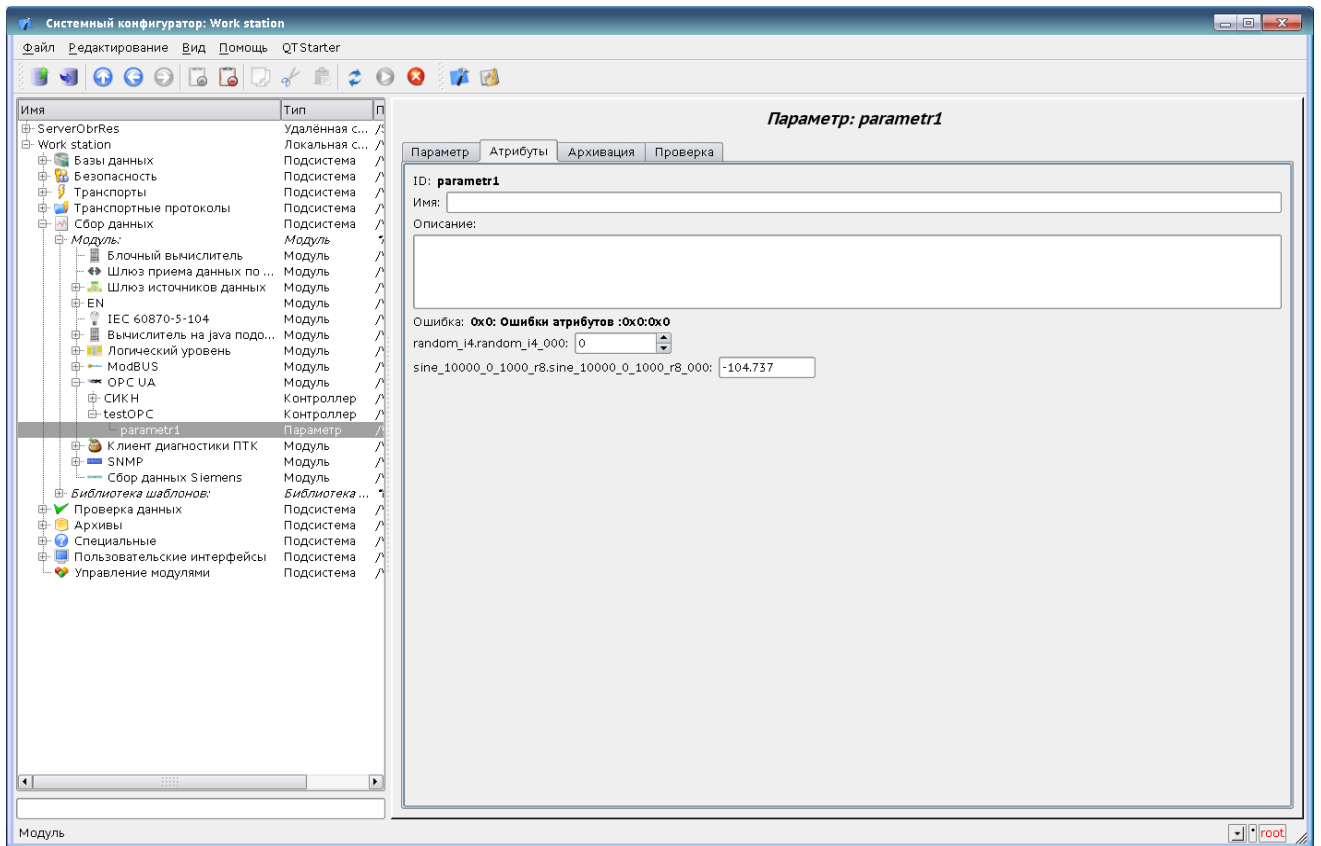 Системный конфигуратор: Work station
Файл Редактирование Вид Помощь QTStarter
Имя Тип П
ServerObrRes Удалённая с... /S
Work station Локальная с... /\
Базы данных Подсистема /\
Безопасность Подсистема /\
Транспорты Подсистема /\
Транспортные протоколы Подсистема /\
Сбор данных Подсистема /\
Модуль: Модуль
Блочный вычислитель Модуль /\
Шлюз приема данных по ... Модуль /\
Шлюз источников данных Модуль /\
EN Модуль /\
IEC 60870-5-104 Модуль /\
Вычислитель на java подо... Модуль /\
Логический уровень Модуль /\
ModBUS Модуль /\
OPC UA Модуль /\
СИКН Контроллер /\
testOPC Контроллер /\
parametr1 Параметр /\
Клиент диагностики ПТК Модуль /\
SNMP Модуль /\
Сбор данных Siemens Модуль /\
Библиотека шаблонов: Библиотека ...
Проверка данных Подсистема /\
Архивы Подсистема /\
Специальные Подсистема /\
Пользовательские интерфейсы Подсистема /\
Управление модулями Подсистема /\
Параметр: parametr1
Параметр Атрибуты Архивация Проверка
ID: parametr1
Имя:
Описание:
Ошибка: 0x0: Ошибки атрибутов :0x0:0x0
random_i4.random_i4_000: 0
sine_10000_0_1000_r8.sine_10000_0_1000_r8_000: -104.737
Модуль
* root